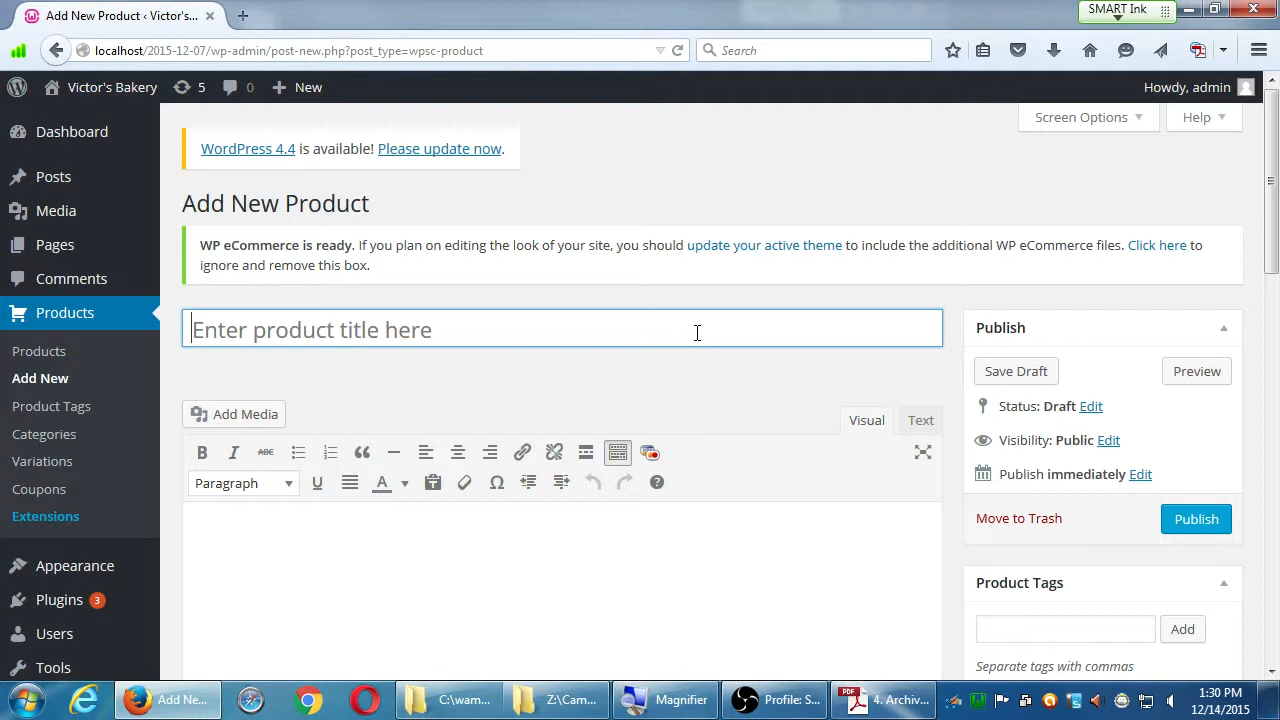 Add New Product ‹ Victor's...
SMART Ink
localhost/2015-12-07/wp-admin/post-new.php?post_type=wpsc-product
Search
Victor's Bakery
5
0
New
Howdy, admin
Screen Options
Help
Dashboard
Posts
Media
Pages
Comments
Products
Products
Add New
Product Tags
Categories
Variations
Coupons
Extensions
Appearance
Plugins 3
Users
Tools
WordPress 4.4 is available! Please update now.
Add New Product
WP eCommerce is ready. If you plan on editing the look of your site, you should update your active theme to include the additional WP eCommerce files. Click here to
ignore and remove this box.
Enter product title here
Add Media
Visual
Text
B I ABC
Paragraph
U A Ω ?
Publish
Save Draft
Preview
Status: Draft Edit
Visibility: Public Edit
Publish immediately Edit
Move to Trash
Publish
Product Tags
Add
Separate tags with commas
Add Ne...
C:\wam...
Z:\Cam...
Magnifier
Profile: S...
PDF
4. Archiv...
1:30 PM
12/14/2015